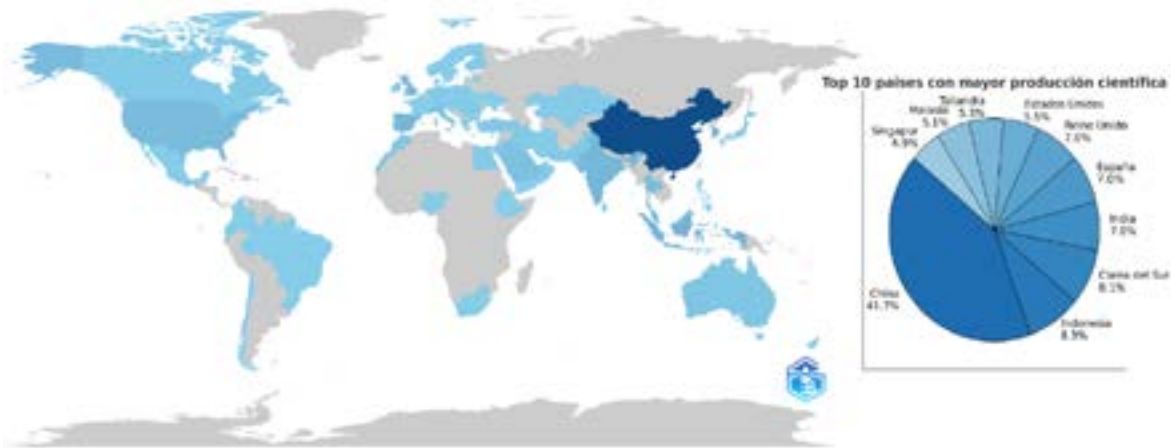 Top 10 países con mayor producción científica
Tailandia
5.3%
Estados Unidos
5.5%
Malasia
5.1%
Reino Unido
7.0%
Singapur
4.9%
España
7.0%
India
7.0%
Corea del Sur
8.1%
China
41.7%
Indonesia
8.3%